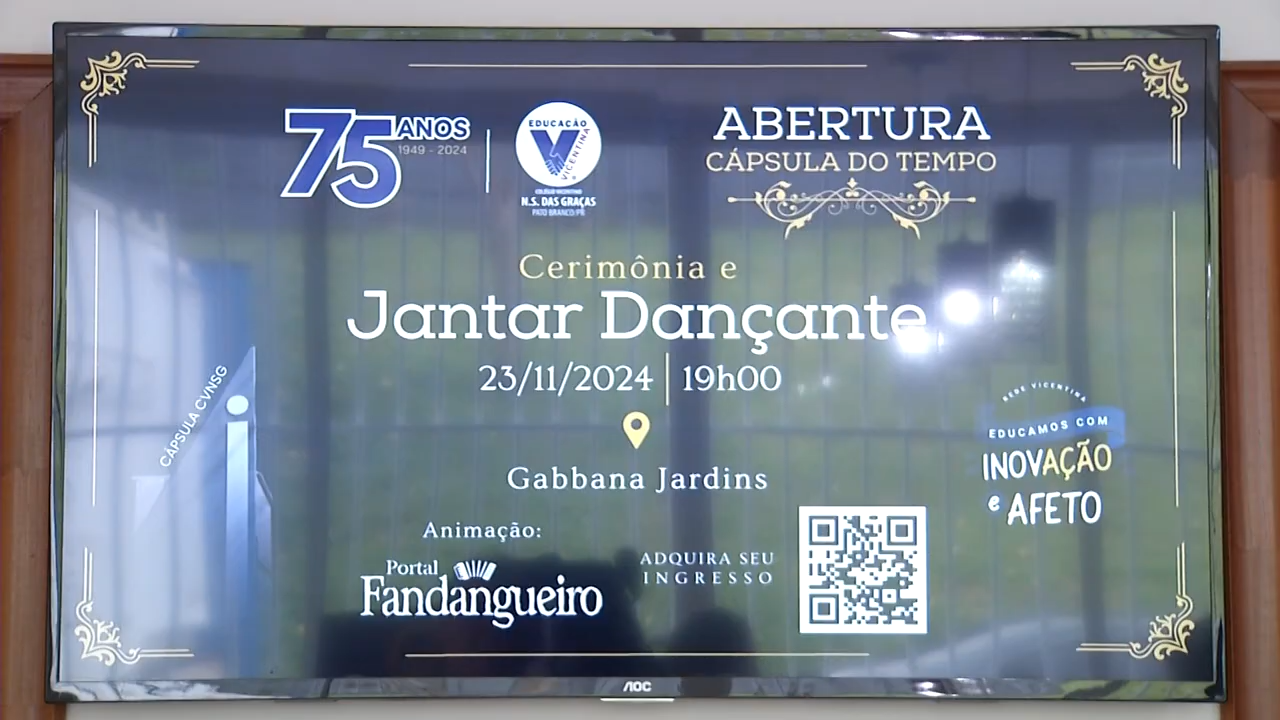 75 ANOS
1949 - 2024
EDUCAÇÃO
VICENTINA
COLÉGIO VICENTINO
N.S. DAS GRAÇAS
PATO BRANCO/PR
ABERTURA
CÁPSULA DO TEMPO
Cerimônia e
Jantar Dançante
23/11/2024 | 19h00
Gabbana Jardins
CÁPSULA CVNSG
REDE VICENTINA
EDUCAMOS COM
INOVAÇÃO
e AFETO
Animação:
Portal
Fandangueiro
ADQUIRA SEU
INGRESSO
AOC